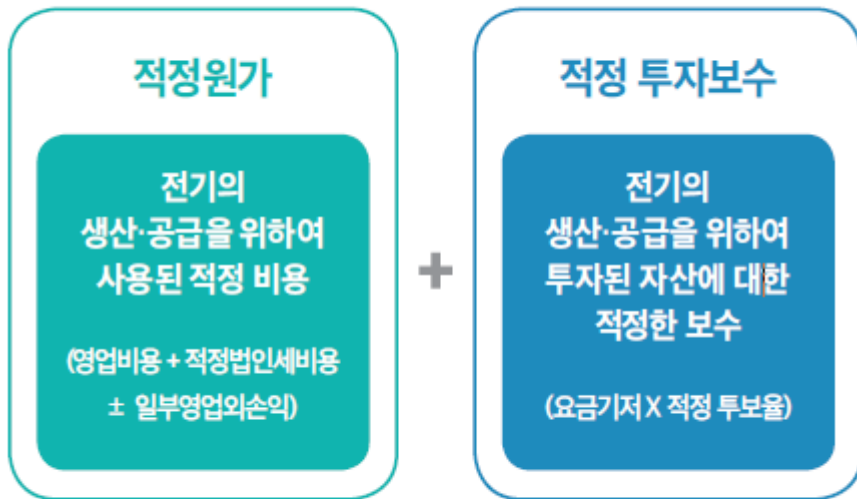 적정원가
전기의
생산·공급을 위하여
사용된 적정 비용
(영업비용 + 적정법인세비용
± 일부영업외손익)
+
적정 투자보수
전기의
생산·공급을 위하여
투자된 자산에 대한
적정한 보수
(요금기저 X 적정 투보율)